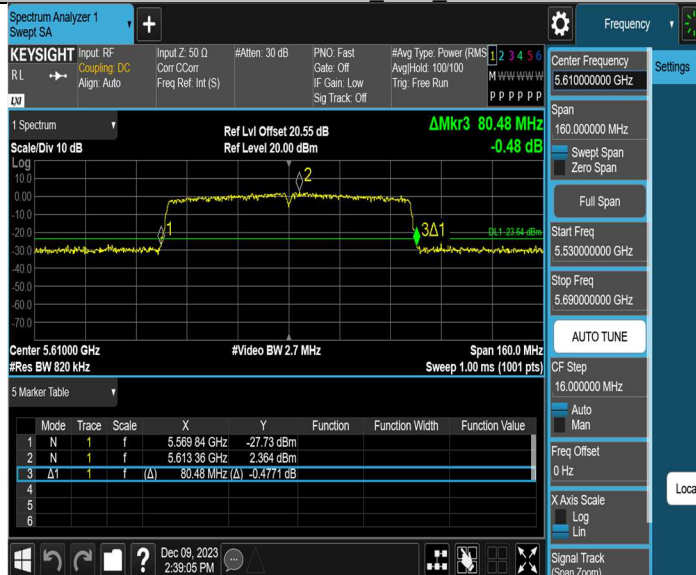 Spectrum Analyzer 1
Swept SA
+
Frequency
KEYSIGHT Input: RF Input Z: 50 Ω #Atten: 30 dB PNO: Fast #Avg Type: Power (RMS 1 2 3 4 5 6
RL Coupling: DC Corr CCorr Gate: Off Avg|Hold: 100/100 M W W W W W
Align: Auto Freq Ref: Int (S) IF Gain: Low Trig: Free Run
LXI Sig Track: Off P P P P P P
1 Spectrum
Ref Lvl Offset 20.55 dB ΔMkr3 80.48 MHz
Scale/Div 10 dB Ref Level 20.00 dBm -0.48 dB
Log
10.0
0.00
-10.0
-20.0
-30.0
-40.0
-50.0
-60.0
-70.0
2
1
3Δ1
DL1 -23.64 dBm
Center 5.61000 GHz #Video BW 2.7 MHz Span 160.0 MHz
#Res BW 820 kHz Sweep 1.00 ms (1001 pts)
5 Marker Table
Mode Trace Scale X Y Function Function Width Function Value
1 N 1 f 5.569 84 GHz -27.73 dBm
2 N 1 f 5.613 36 GHz 2.364 dBm
3 Δ1 1 f (Δ) 80.48 MHz (Δ) -0.4771 dB
4
5
6
? Dec 09, 2023
2:39:05 PM
Center Frequency
5.610000000 GHz
Settings
Span
160.000000 MHz
Swept Span
Zero Span
Full Span
Start Freq
5.530000000 GHz
Stop Freq
5.690000000 GHz
AUTO TUNE
CF Step
16.000000 MHz
Auto
Man
Freq Offset
0 Hz
Loca
X Axis Scale
Log
Lin
Signal Track
(Span Zoom)